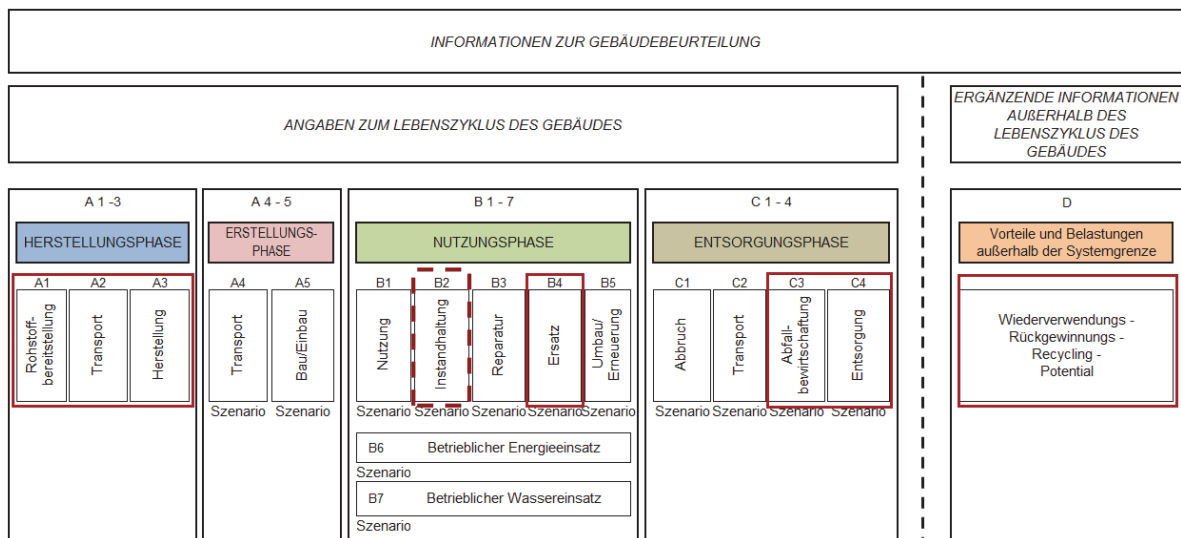 INFORMATIONEN ZUR GEBÄUDEBEURTEILUNG
ANGABEN ZUM LEBENSZYKLUS DES GEBÄUDES
ERGÄNZENDE INFORMATIONEN
AUßERHALB DES
LEBENSZYKLUS DES
GEBÄUDES
A 1 -3
HERSTELLUNGSPHASE
A1
A2
A3
Rohstoff-
bereitstellung
Transport
Herstellung
A 4 - 5
ERSTELLUNGS-
PHASE
A4
A5
Transport
Bau/Einbau
Szenario
Szenario
B 1 - 7
NUTZUNGSPHASE
B1
B2
B3
B4
B5
Nutzung
Instandhaltung
Reparatur
Ersatz
Umbau/
Erneuerung
Szenario
Szenario
Szenario
Szenario
Szenario
B6 Betrieblicher Energieeinsatz
Szenario
B7 Betrieblicher Wassereinsatz
Szenario
C 1 - 4
ENTSORGUNGSPHASE
C1
C2
C3
C4
Abbruch
Transport
Abfall-
bewirtschaftung
Entsorgung
Szenario
Szenario
Szenario
Szenario
D
Vorteile und Belastungen
außerhalb der Systemgrenze
Wiederverwendungs -
Rückgewinnungs -
Recycling -
Potential